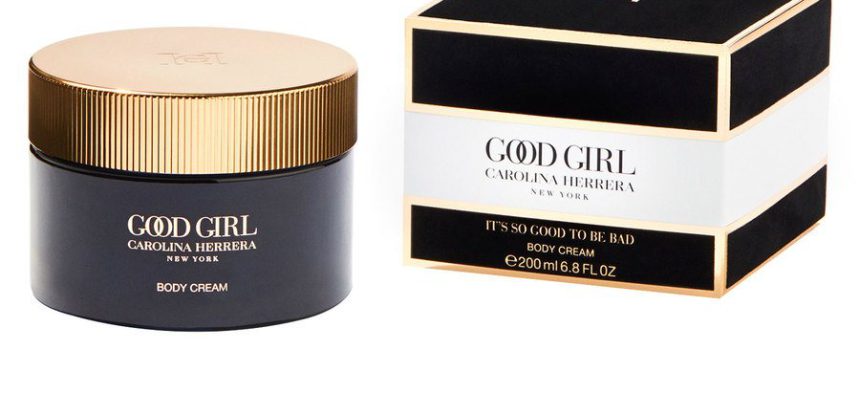 GOOD GIRL
CAROLINA HERRERA
NEW YORK
BODY CREAM
GOOD GIRL
CAROLINA HERRERA
NEW YORK
IT'S SO GOOD TO BE BAD
BODY CREAM
℮200 ml 6.8 FL OZ